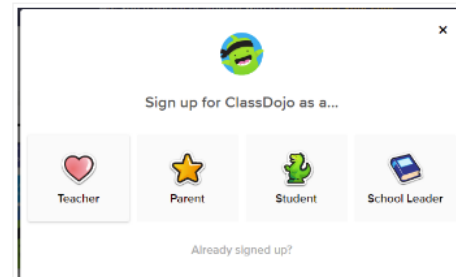 Sign up for ClassDojo as a...
Teacher
Parent
Student
School Leader
Already signed up?